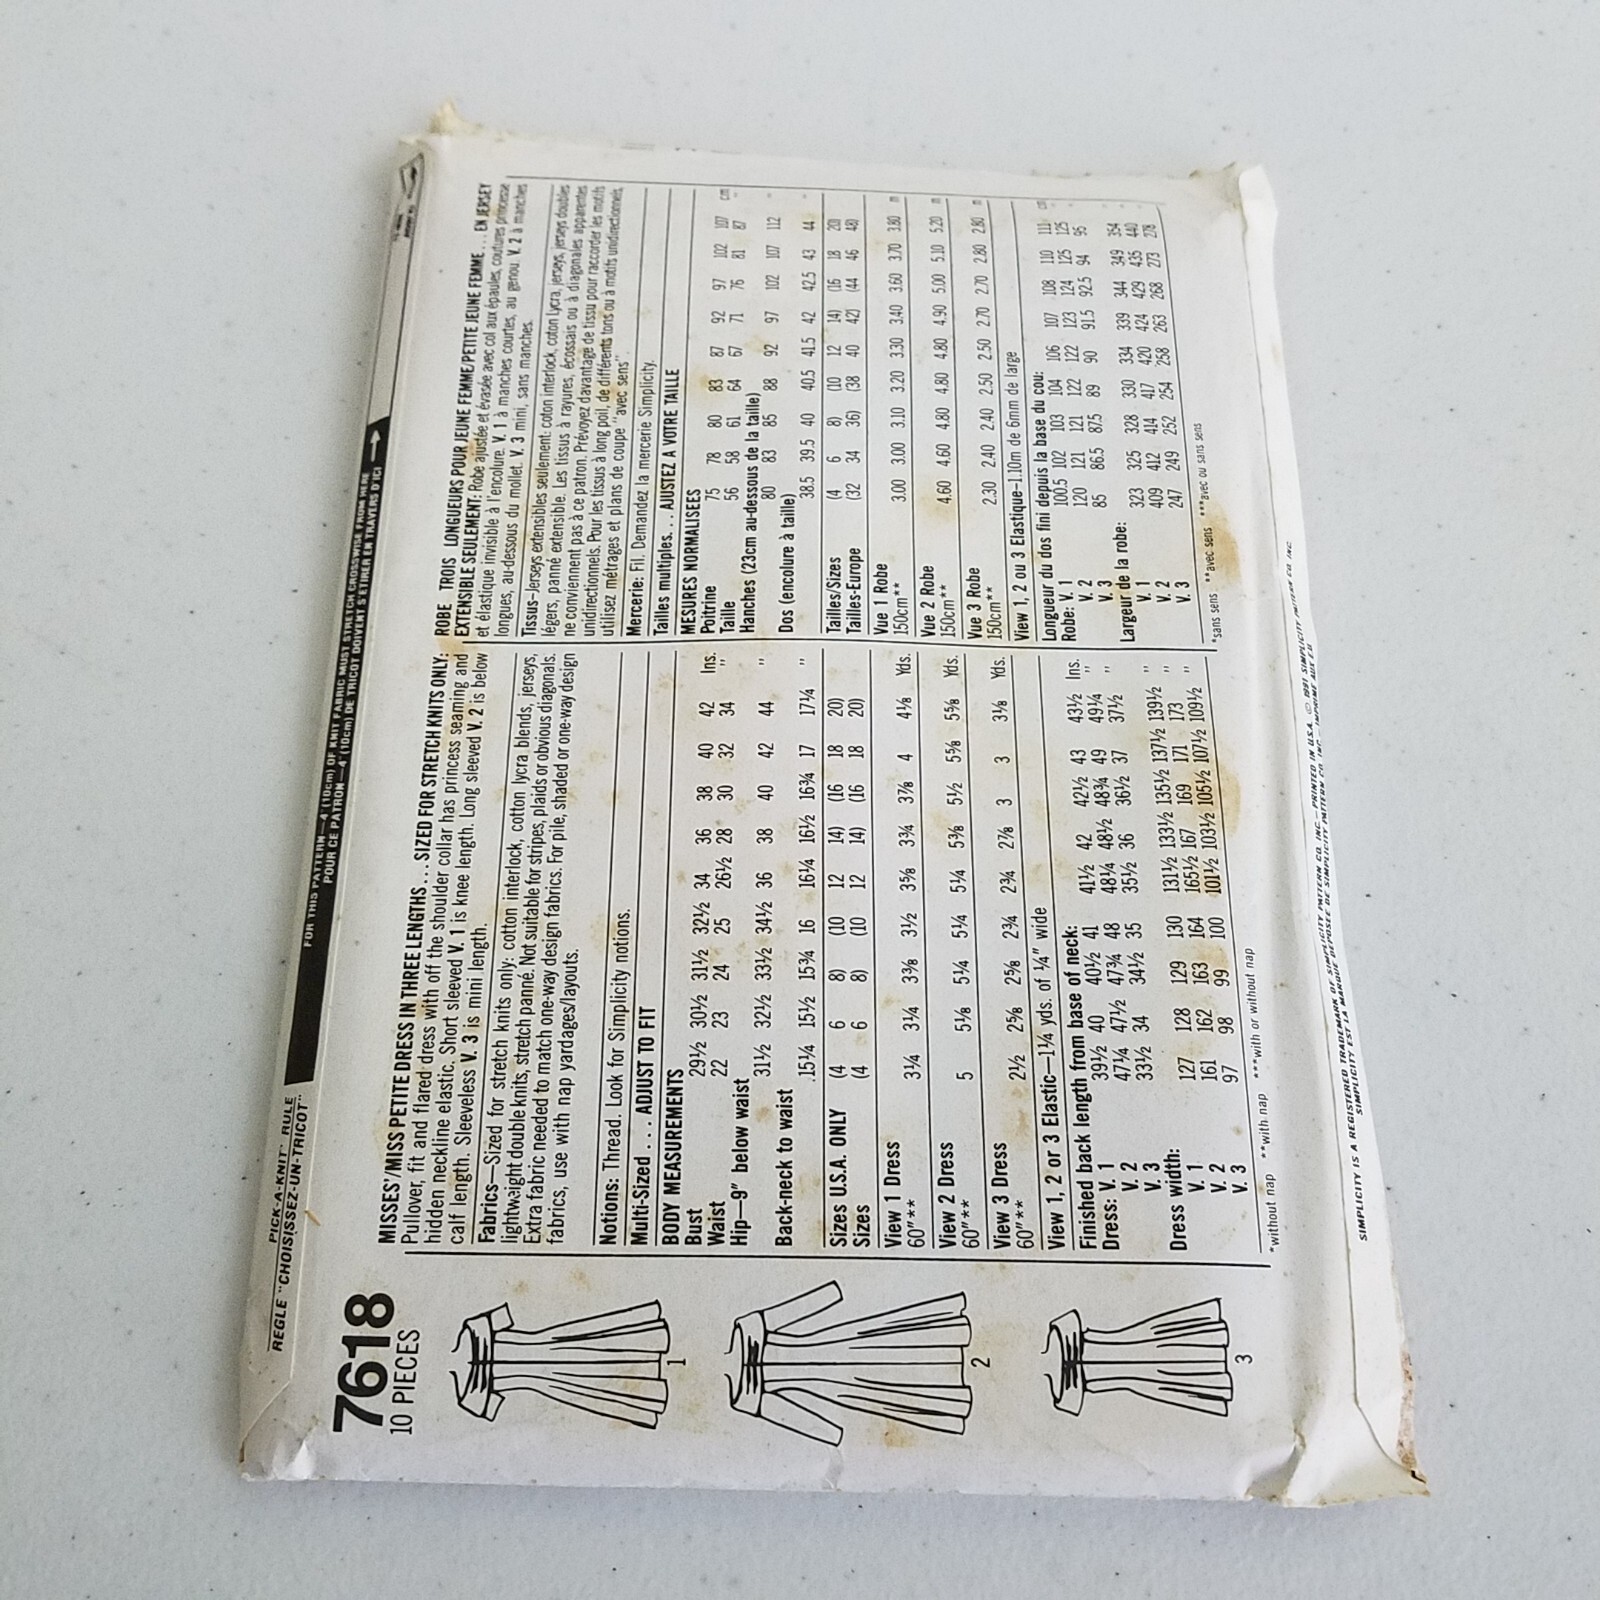 PICK-A-KNIT® RULE
REGLE "CHOISISSEZ-UN-TRICOT"
FOR THIS PATTERN—4"(10cm) OF KNIT FABRIC MUST STRETCH CROSSWISE FROM HERE
POUR CE PATRON—4"(10cm) DE TRICOT DOIVENT S'ETIRER EN TRAVERS D'ICI
7618
10 PIECES
1
2
3
MISSES'/MISS PETITE DRESS IN THREE LENGTHS...SIZED FOR STRETCH KNITS ONLY:
Pullover, fit and flared dress with off the shoulder collar has princess seaming and
hidden neckline elastic. Short sleeved V. 1 is knee length. Long sleeved V. 2 is below
calf length. Sleeveless V. 3 is mini length.
Fabrics—Sized for stretch knits only: cotton interlock, cotton lycra blends, jerseys,
lightweight double knits, stretch panné. Not suitable for stripes, plaids or obvious diagonals.
Extra fabric needed to match one-way design fabrics. For pile, shaded or one-way design
fabrics, use with nap yardages/layouts.
Notions: Thread. Look for Simplicity notions.
Multi-Sized....ADJUST TO FIT
BODY MEASUREMENTS
Bust 29½ 30½ 31½ 32½ 34 36 38 40 42 Ins.
Waist 22 23 24 25 26½ 28 30 32 34 "
Hip—9" below waist
31½ 32½ 33½ 34½ 36 38 40 42 44 "
Back-neck to waist
15¼ 15½ 15¾ 16 16¼ 16½ 16¾ 17 17¼ "
Sizes U.S.A. ONLY (4 6 8) (10 12 14) (16 18 20)
Sizes (4 6 8) (10 12 14) (16 18 20)
View 1 Dress
60"** 3¼ 3¼ 3⅜ 3½ 3⅝ 3¾ 3⅞ 4 4⅛ Yds.
View 2 Dress
60"** 5 5⅛ 5¼ 5¼ 5¼ 5⅜ 5½ 5⅝ 5⅝ Yds.
View 3 Dress
60"** 2½ 2⅝ 2⅝ 2¾ 2¾ 2⅞ 3 3 3⅛ Yds.
View 1, 2 or 3 Elastic—1¼ yds. of ¼" wide
Finished back length from base of neck:
Dress: V. 1 39½ 40 40½ 41 41½ 42 42½ 43 43½ Ins.
V. 2 47¼ 47½ 47¾ 48 48¼ 48½ 48¾ 49 49¼ "
V. 3 33½ 34 34½ 35 35½ 36 36½ 37 37½ "
Dress width:
V. 1 127 128 129 130 131½ 133½ 135½ 137½ 139½ "
V. 2 161 162 163 164 165½ 167 169 171 173 "
V. 3 97 98 99 100 101½ 103½ 105½ 107½ 109½ "
*without nap **with nap ***with or without nap
ROBE TROIS LONGUEURS POUR JEUNE FEMME/PETITE JEUNE FEMME...EN JERSEY
EXTENSIBLE SEULEMENT: Robe ajustée et évasée avec col aux épaules, coutures princesse
et élastique invisible à l'encolure. V. 1 à manches courtes, au genou. V. 2 à manches
longues, au-dessous du mollet. V. 3 mini, sans manches.
Tissus-Jerseys extensibles seulement: coton interlock, coton lycra, jerseys, jerseys doubles
légers, panné extensible. Les tissus à rayures, écossais ou à diagonales apparentes
ne conviennent pas à ce patron. Prévoyez davantage de tissu pour raccorder les motifs
unidirectionnels. Pour les tissus à long poil, de différents tons ou à motifs unidirectionnels,
utilisez métrages et plans de coupe "avec sens".
Mercerie: Fil. Demandez la mercerie Simplicity.
Tailles multiples...AJUSTEZ A VOTRE TAILLE
MESURES NORMALISEES
Poitrine 75 78 80 83 87 92 97 102 107 cm
Taille 56 58 61 64 67 71 76 81 87 "
Hanches (23cm au-dessous de la taille)
80 83 85 88 92 97 102 107 112 "
Dos (encolure à taille)
38.5 39.5 40 40.5 41.5 42 42.5 43 44 "
Tailles/Sizes (4 6 8) (10 12 14) (16 18 20)
Tailles-Europe (32 34 36) (38 40 42) (44 46 48)
Vue 1 Robe
150cm** 3.00 3.00 3.10 3.20 3.30 3.40 3.60 3.70 3.80 m
Vue 2 Robe
150cm** 4.60 4.60 4.80 4.80 4.80 4.90 5.00 5.10 5.20 m
Vue 3 Robe
150cm** 2.30 2.40 2.40 2.50 2.50 2.70 2.70 2.80 2.80 m
View 1, 2 ou 3 Elastique-1.10m de 6mm de large
Longueur du dos fini depuis la base du cou:
Robe: V. 1 100.5 102 103 104 106 107 108 110 111 cm
V. 2 120 121 121 122 122 123 124 125 125 "
V. 3 85 86.5 87.5 89 90 91.5 92.5 94 95 "
Largeur de la robe:
V. 1 323 325 328 330 334 339 344 349 354 "
V. 2 409 412 414 417 420 424 429 435 440 "
V. 3 247 249 252 254 258 263 268 273 278 "
*sans sens **avec sens ***avec ou sans sens
SIMPLICITY IS A REGISTERED TRADEMARK OF SIMPLICITY PATTERN CO. INC.—PRINTED IN U.S.A. © 1991 SIMPLICITY PATTERN CO. INC.
SIMPLICITY EST LA MARQUE DEPOSEE DE SIMPLICITY PATTERN CO. INC.—IMPRIME AUX E.U.